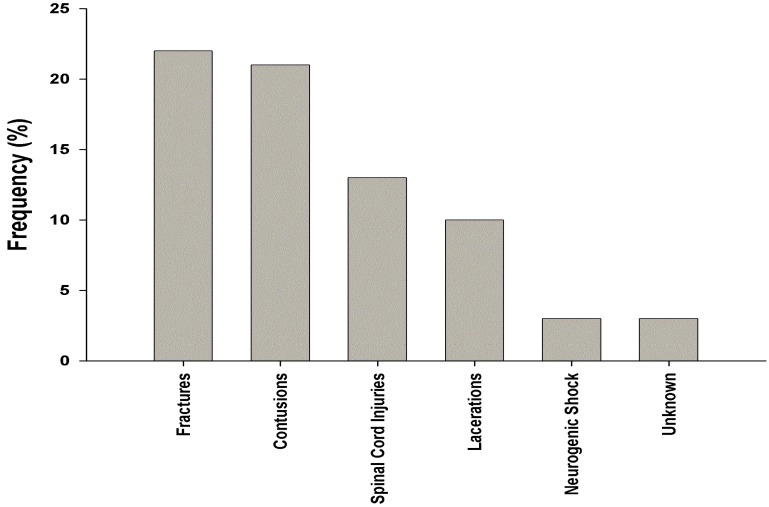 Frequency (%)
25
20
15
10
5
0
Fractures
Contusions
Spinal Cord Injuries
Lacerations
Neurogenic Shock
Unknown